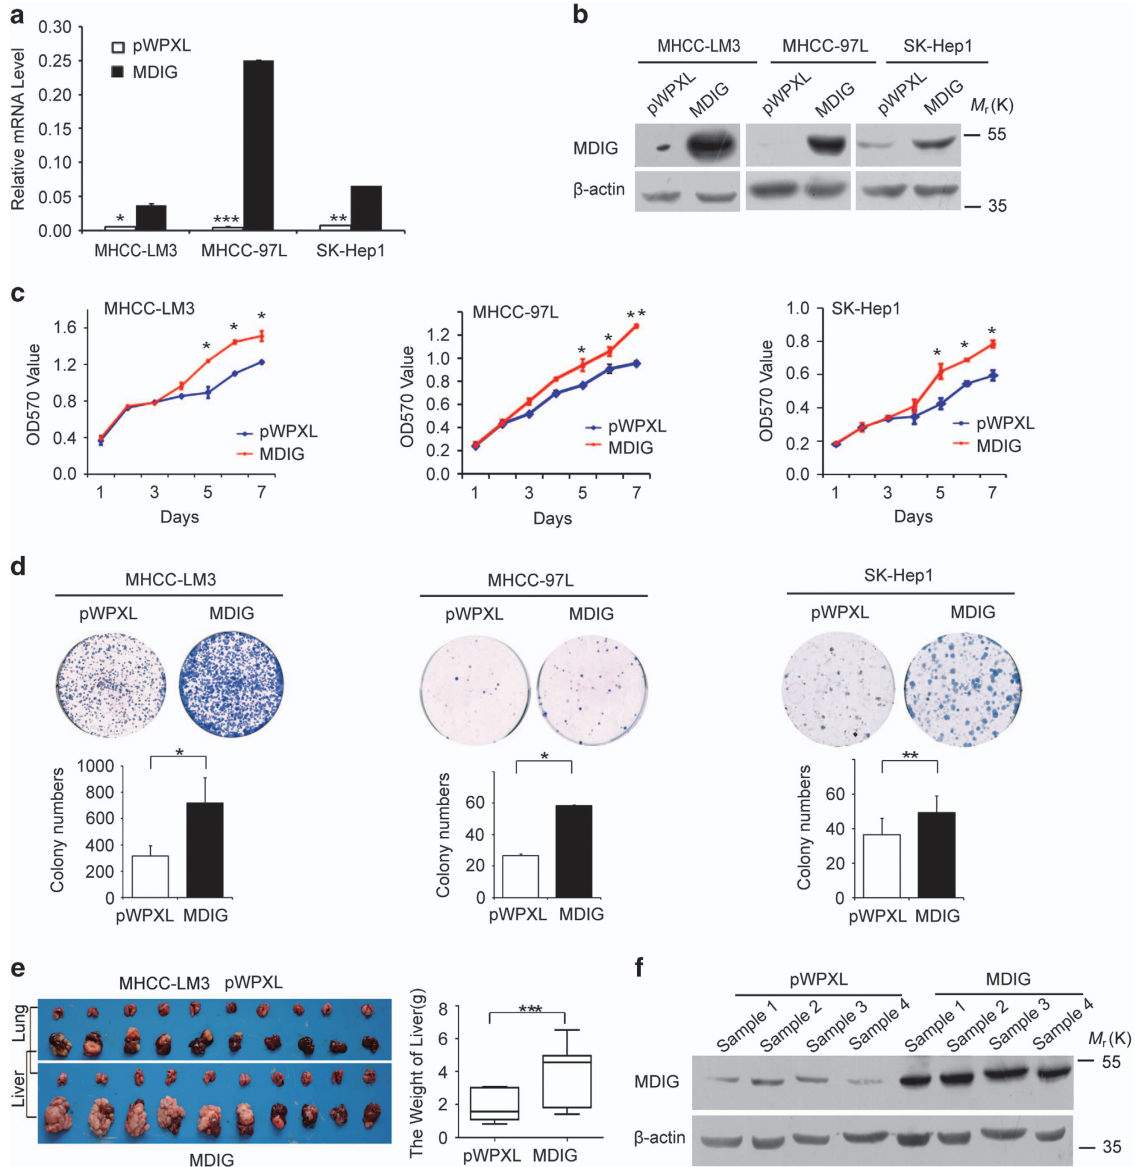 a
Relative mRNA Level
0.30
0.25
0.20
0.15
0.10
0.05
0.00
pWPXL
MDIG
* *** **
MHCC-LM3 MHCC-97L SK-Hep1
b
MHCC-LM3 MHCC-97L SK-Hep1
pWPXL MDIG pWPXL MDIG pWPXL MDIG Mr(K)
MDIG
β-actin
55
35
c
MHCC-LM3
OD570 Value
1.6
1.2
0.8
0.4
0.0
* * *
pWPXL
MDIG
1 3 5 7
Days
MHCC-97L
OD570 Value
1.2
1.0
0.8
0.6
0.4
0.2
0.0
* * **
pWPXL
MDIG
1 3 5 7
Days
SK-Hep1
OD570 Value
1.0
0.8
0.6
0.4
0.2
0.0
* * *
pWPXL
MDIG
1 3 5 7
Days
d
MHCC-LM3 MHCC-97L SK-Hep1
pWPXL MDIG pWPXL MDIG pWPXL MDIG
Colony numbers
1000
800
600
400
200
0
*
pWPXL MDIG
Colony numbers
60
40
20
0
*
pWPXL MDIG
Colony numbers
60
40
20
0
**
pWPXL MDIG
e
MHCC-LM3 pWPXL
Lung
Liver
MDIG
The Weight of Liver(g)
8
6
4
2
0
***
pWPXL MDIG
f
pWPXL MDIG
Sample 1 Sample 2 Sample 3 Sample 4 Sample 1 Sample 2 Sample 3 Sample 4 Mr(K)
MDIG
β-actin
55
35